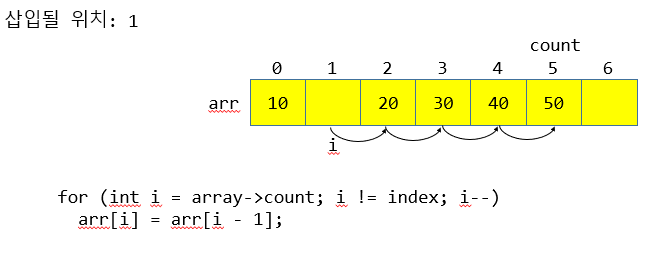 삽입될 위치: 1
count
0 1 2 3 4 5 6
arr 10 20 30 40 50
i
for (int i = array->count; i != index; i--)
arr[i] = arr[i - 1];